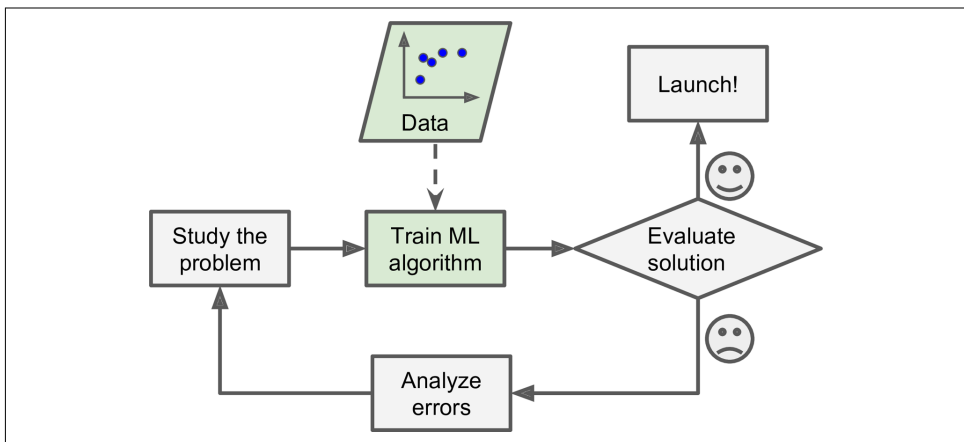 Data
Launch!
Study the
problem
Train ML
algorithm
Evaluate
solution
Analyze
errors